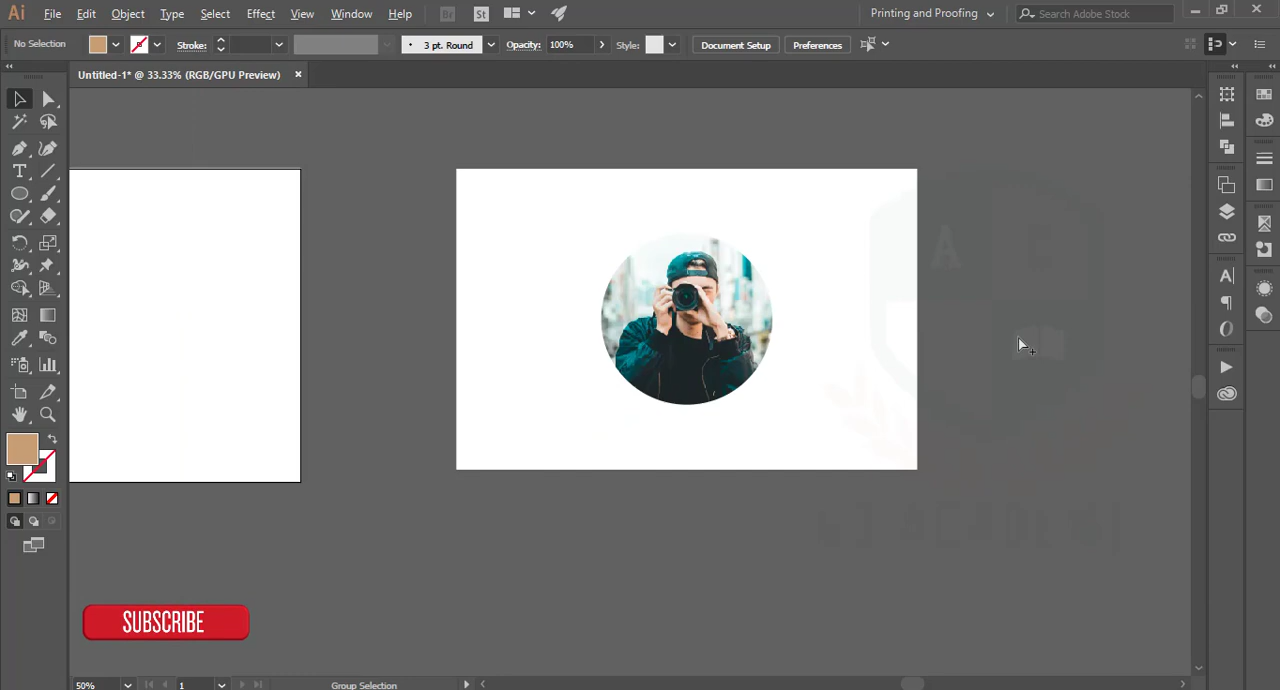 Ai File Edit Object Type Select Effect View Window Help Br St Printing and Proofing Search Adobe Stock
No Selection Stroke: 3 pt. Round Opacity: 100% Style: Document Setup Preferences
Untitled-1* @ 33.33% (RGB/GPU Preview)
SUBSCRIBE
50% 1 Group Selection